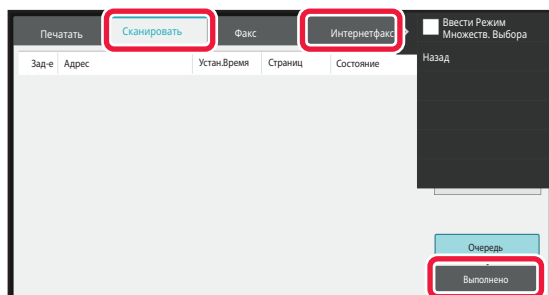 Печатать
Сканировать
Факс
Интернетфакс
Ввести Режим
Множеств. Выбора
Зад-е
Адрес
Устан.Время
Страниц
Состояние
Назад
Очередь
Выполнено